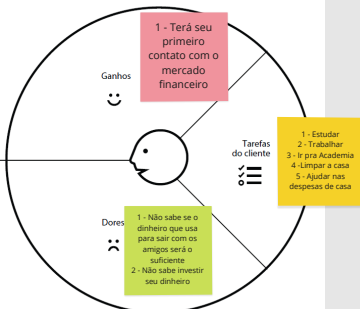 1 - Terá seu
primeiro
contato com o
mercado
financeiro
Ganhos
Tarefas
do cliente
1 - Estudar
2 - Trabalhar
3 - Ir pra Academia
4 -Limpar a casa
5 - Ajudar nas
despesas de casa
Dores
1 - Não sabe se o
dinheiro que usa
para sair com os
amigos será o
suficiente
2 - Não sabe investir
seu dinheiro